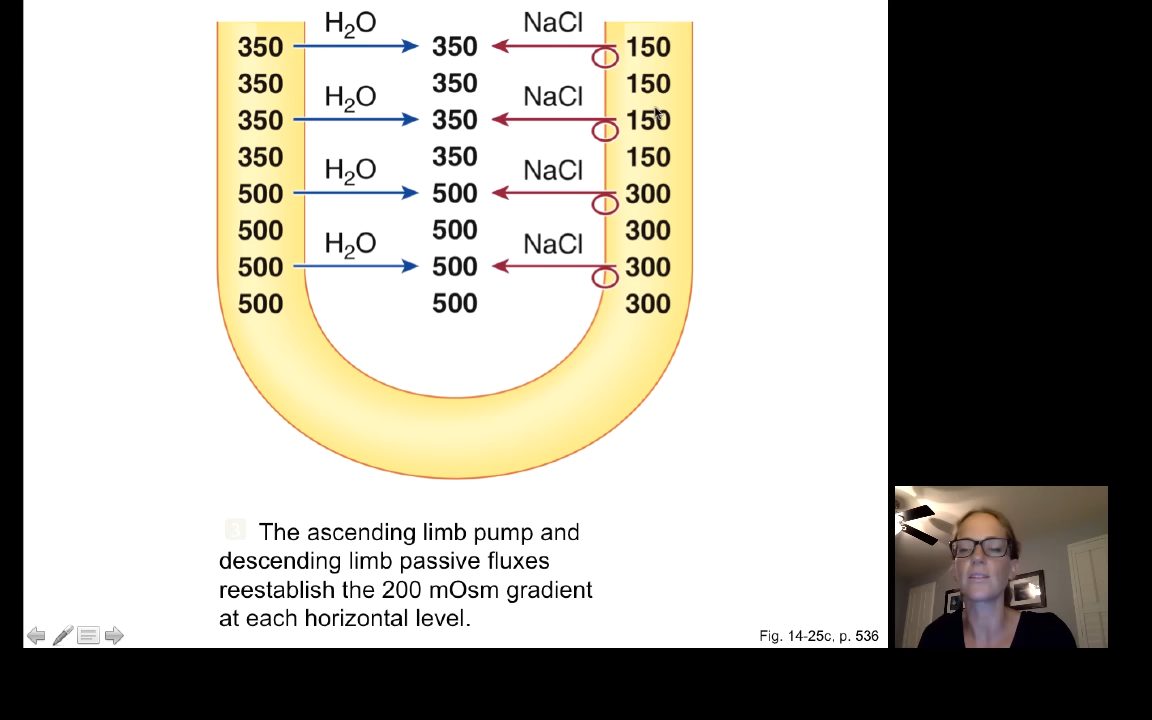 H₂O NaCl
350 350 150
350 350 150
H₂O NaCl
350 350 150
350 350 150
H₂O NaCl
500 500 300
500 500 300
H₂O NaCl
500 500 300
500 500 300
3 The ascending limb pump and
descending limb passive fluxes
reestablish the 200 mOsm gradient
at each horizontal level.
Fig. 14-25c, p. 536